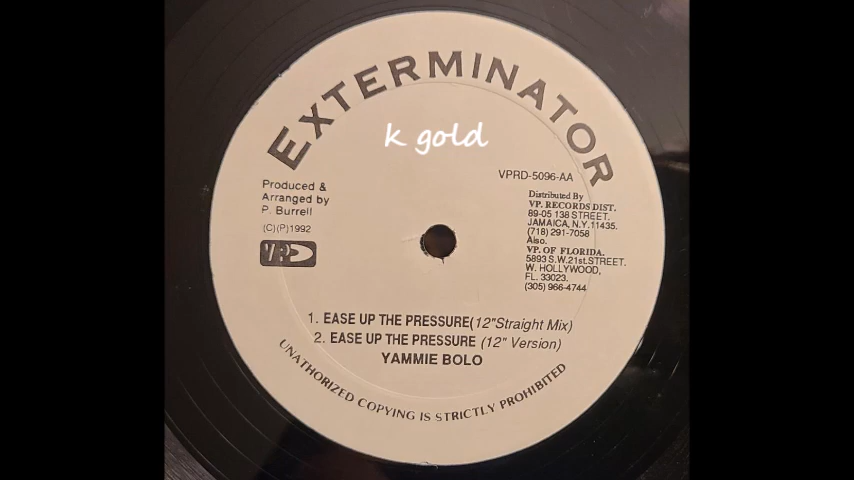 EXTERMINATOR
k gold
VPRD-5096-AA
Produced &
Arranged by
P. Burrell
(C)(P)1992
VPRD
Distributed By
VP. RECORDS DIST.
89-05 138 STREET.
JAMAICA, N.Y.11435.
(718) 291-7058
Also.
VP. OF FLORIDA.
5893 S.W.21st.STREET.
W. HOLLYWOOD,
FL. 33023.
(305) 966-4744
1. EASE UP THE PRESSURE(12"Straight Mix)
2. EASE UP THE PRESSURE (12" Version)
YAMMIE BOLO
UNATHORIZED COPYING IS STRICTLY PROHIBITED